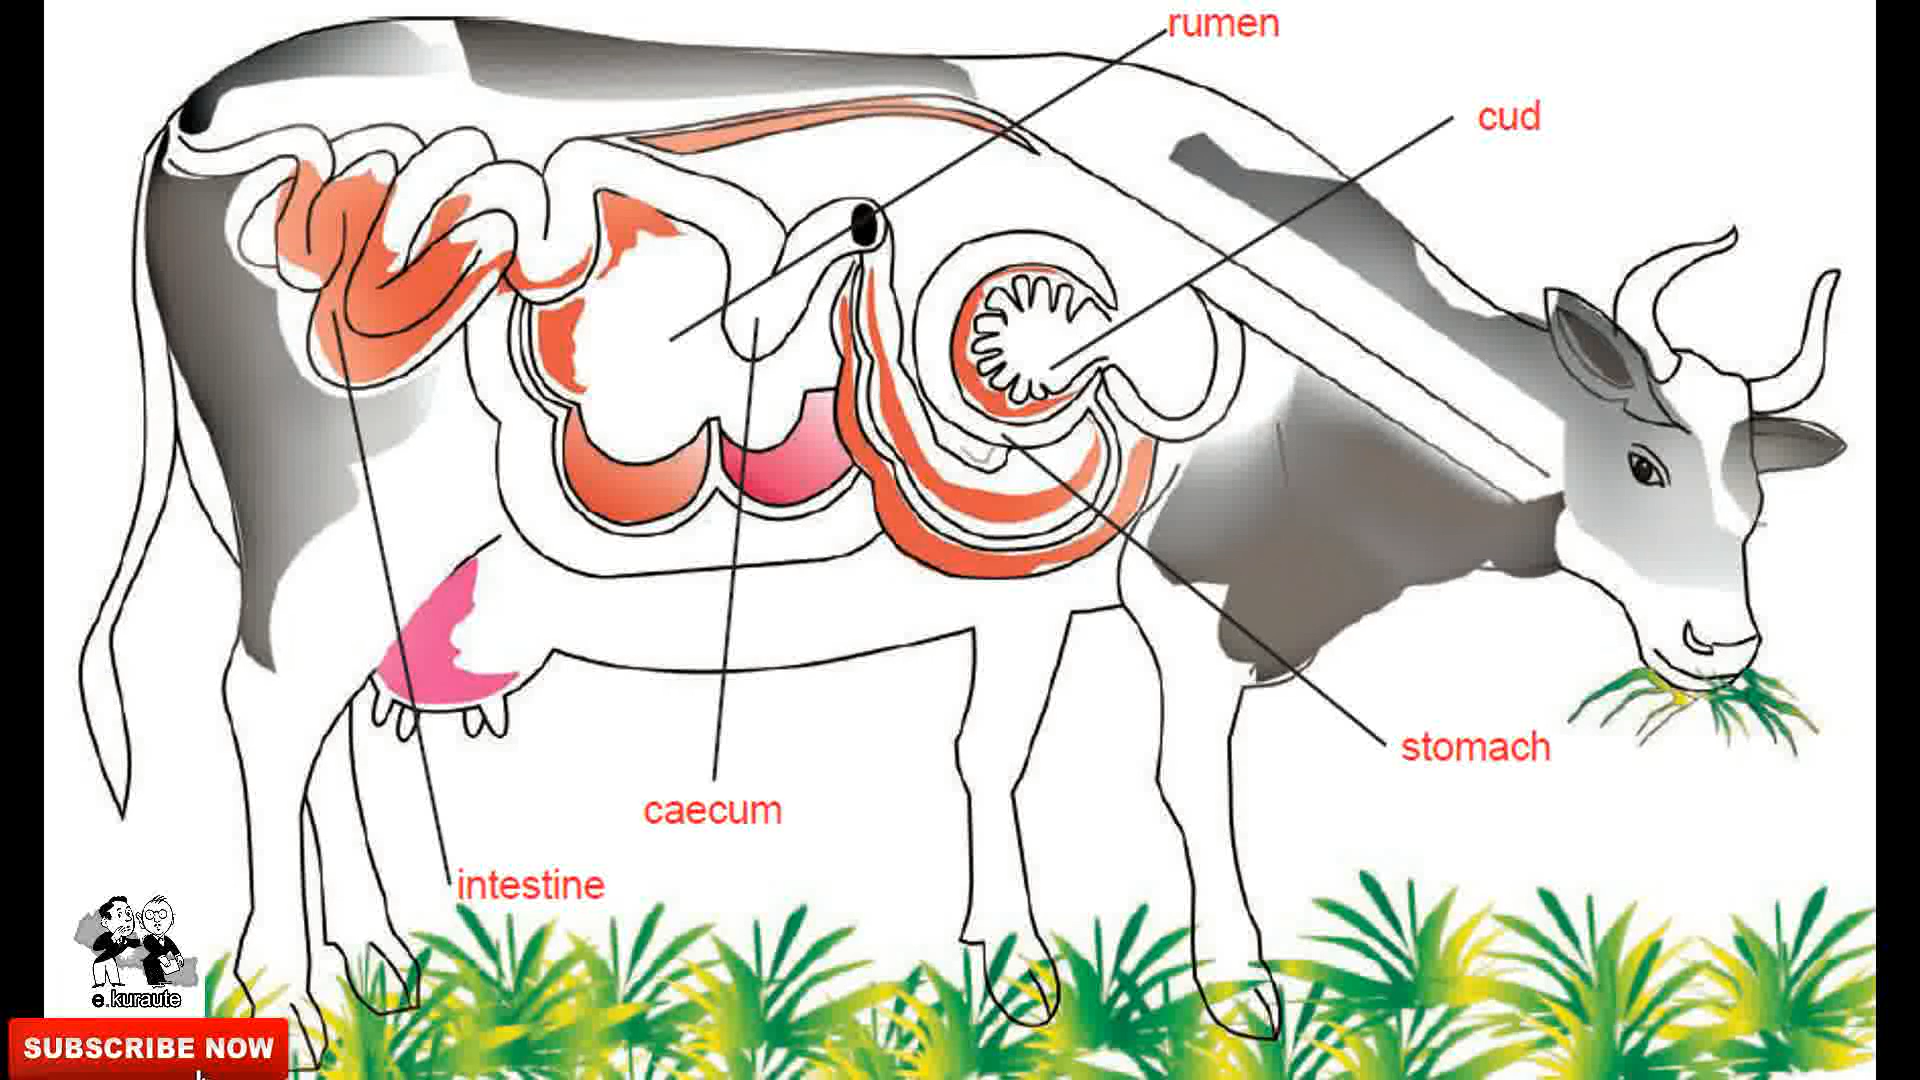 rumen
cud
stomach
caecum
intestine
e.kuraute
SUBSCRIBE NOW